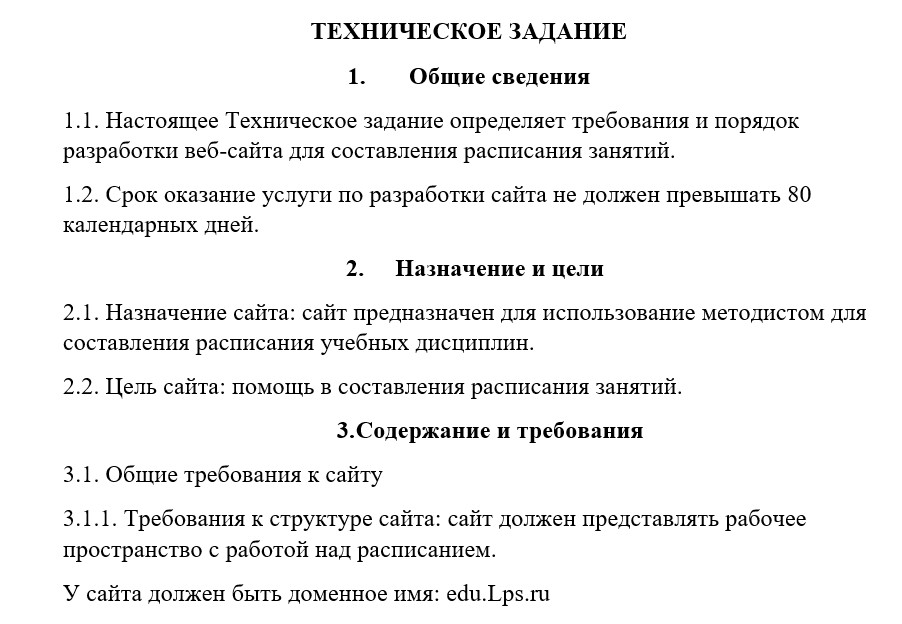 ТЕХНИЧЕСКОЕ ЗАДАНИЕ
1. Общие сведения
1.1. Настоящее Техническое задание определяет требования и порядок
разработки веб-сайта для составления расписания занятий.
1.2. Срок оказание услуги по разработки сайта не должен превышать 80
календарных дней.
2. Назначение и цели
2.1. Назначение сайта: сайт предназначен для использование методистом для
составления расписания учебных дисциплин.
2.2. Цель сайта: помощь в составления расписания занятий.
3.Содержание и требования
3.1. Общие требования к сайту
3.1.1. Требования к структуре сайта: сайт должен представлять рабочее
пространство с работой над расписанием.
У сайта должен быть доменное имя: edu.Lps.ru